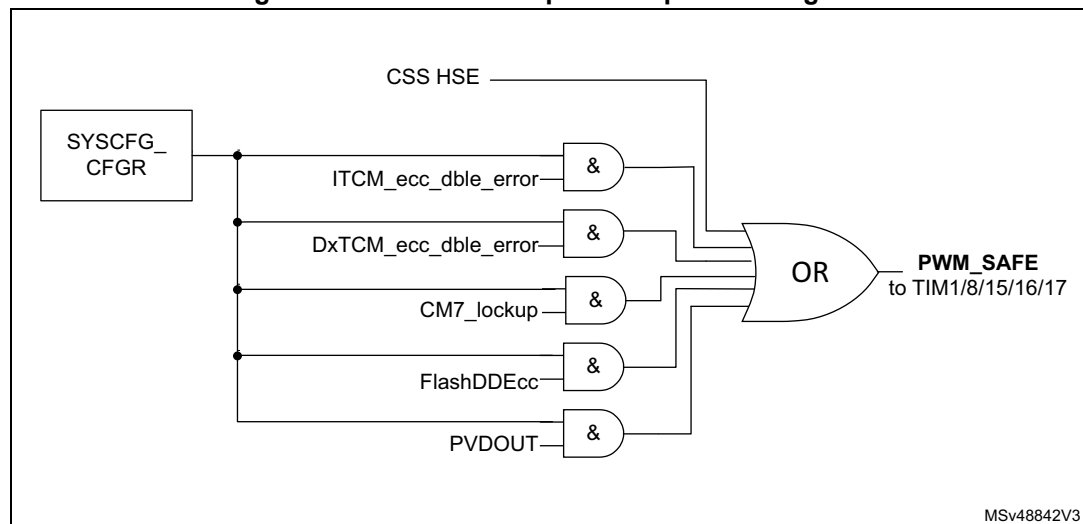 CSS HSE
SYSCFG_
CFGR
&
ITCM_ecc_dble_error
&
DxTCM_ecc_dble_error
OR
PWM_SAFE
to TIM1/8/15/16/17
&
CM7_lockup
&
FlashDDEcc
&
PVDOUT
MSv48842V3